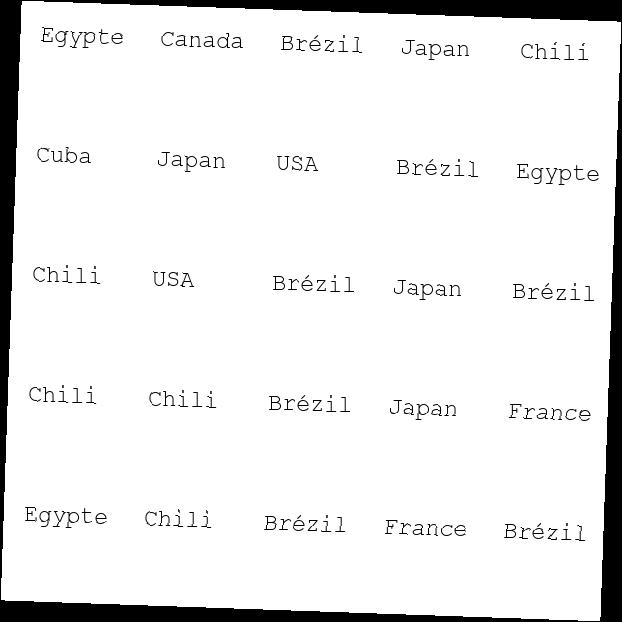 Egypte Canada Brézil Japan Chili
Cuba Japan USA Brézil Egypte
Chili USA Brézil Japan Brézil
Chili Chili Brézil Japan France
Egypte Chili Brézil France Brézil